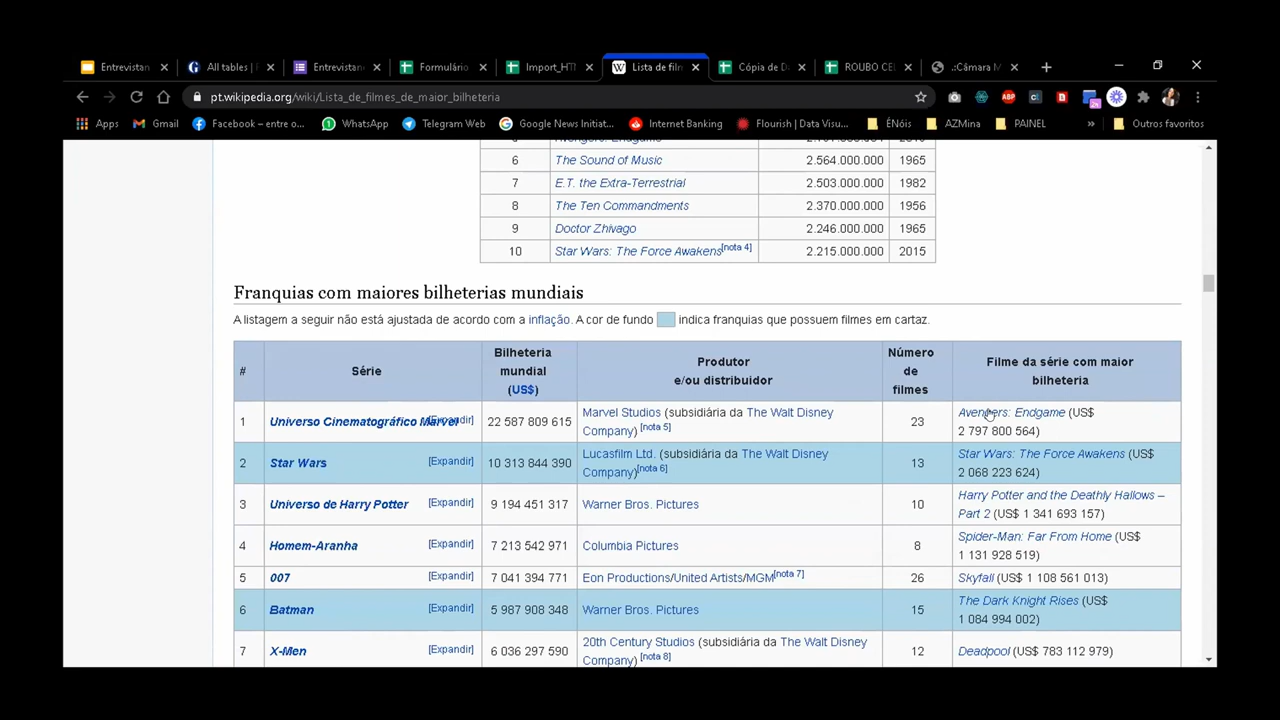 Entrevistan
All tables |
Entrevistan
Formulário
Import_HT
Lista de film
Cópia de D
ROUBO CE
.:Câmara M
pt.wikipedia.org/wiki/Lista_de_filmes_de_maior_bilheteria
ABP
Apps
Gmail
Facebook – entre o...
WhatsApp
Telegram Web
Google News Initiat...
Internet Banking
Flourish | Data Visu...
ÉNóis
AZMina
PAINEL
»
Outros favoritos
6 The Sound of Music 2.564.000.000 1965
7 E.T. the Extra-Terrestrial 2.503.000.000 1982
8 The Ten Commandments 2.370.000.000 1956
9 Doctor Zhivago 2.246.000.000 1965
10 Star Wars: The Force Awakens[nota 4] 2.215.000.000 2015
Franquias com maiores bilheterias mundiais
A listagem a seguir não está ajustada de acordo com a inflação. A cor de fundo indica franquias que possuem filmes em cartaz.
#
Série
Bilheteria
mundial
(US$)
Produtor
e/ou distribuidor
Número
de
filmes
Filme da série com maior
bilheteria
1
Universo Cinematográfico Marvel
[Expandir]
22 587 809 615
Marvel Studios (subsidiária da The Walt Disney
Company) [nota 5]
23
Avengers: Endgame (US$
2 797 800 564)
2
Star Wars
[Expandir]
10 313 844 390
Lucasfilm Ltd. (subsidiária da The Walt Disney
Company)[nota 6]
13
Star Wars: The Force Awakens (US$
2 068 223 624)
3
Universo de Harry Potter
[Expandir]
9 194 451 317
Warner Bros. Pictures
10
Harry Potter and the Deathly Hallows –
Part 2 (US$ 1 341 693 157)
4
Homem-Aranha
[Expandir]
7 213 542 971
Columbia Pictures
8
Spider-Man: Far From Home (US$
1 131 928 519)
5
007
[Expandir]
7 041 394 771
Eon Productions/United Artists/MGM[nota 7]
26
Skyfall (US$ 1 108 561 013)
6
Batman
[Expandir]
5 987 908 348
Warner Bros. Pictures
15
The Dark Knight Rises (US$
1 084 994 002)
7
X-Men
[Expandir]
6 036 297 590
20th Century Studios (subsidiária da The Walt Disney
Company) [nota 8]
12
Deadpool (US$ 783 112 979)